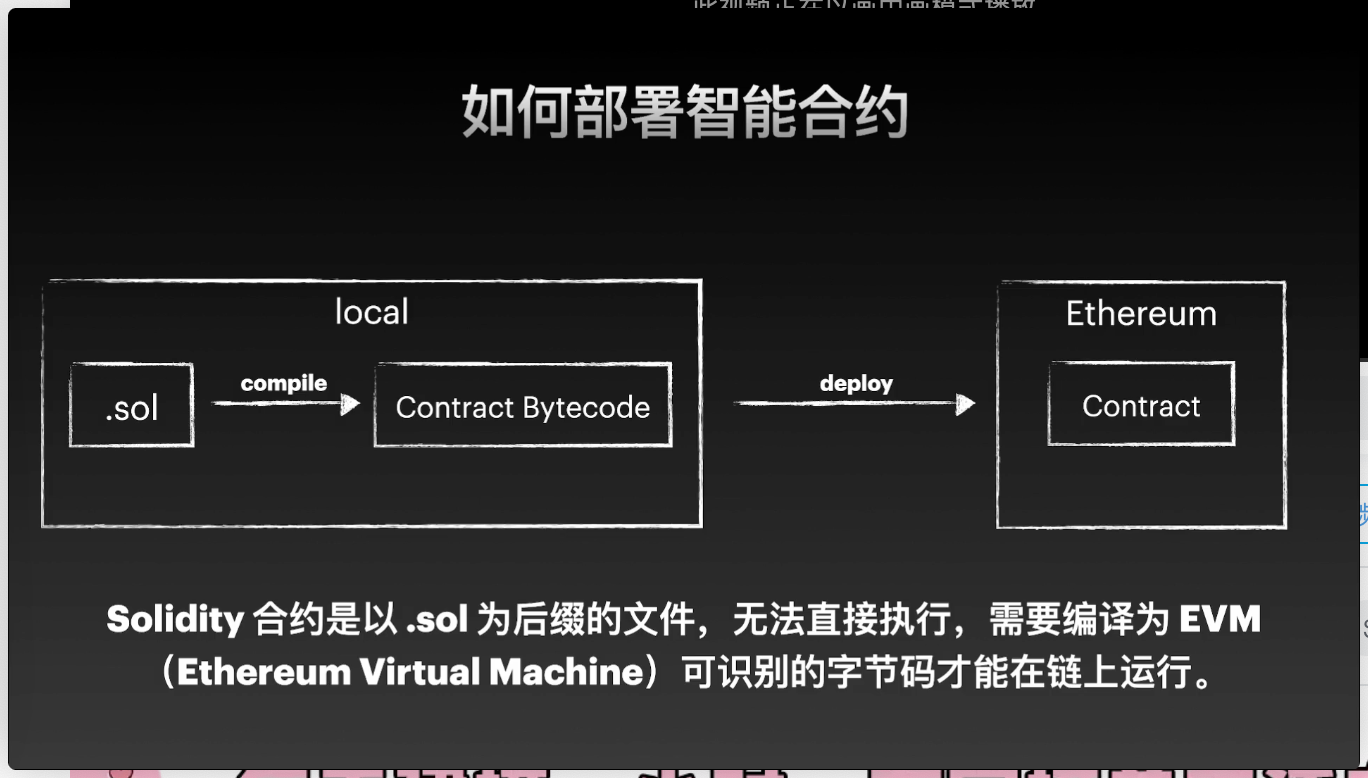 如何部署智能合约
local
Ethereum
.sol
compile
Contract Bytecode
deploy
Contract
Solidity 合约是以 .sol 为后缀的文件，无法直接执行，需要编译为 EVM
（Ethereum Virtual Machine）可识别的字节码才能在链上运行。